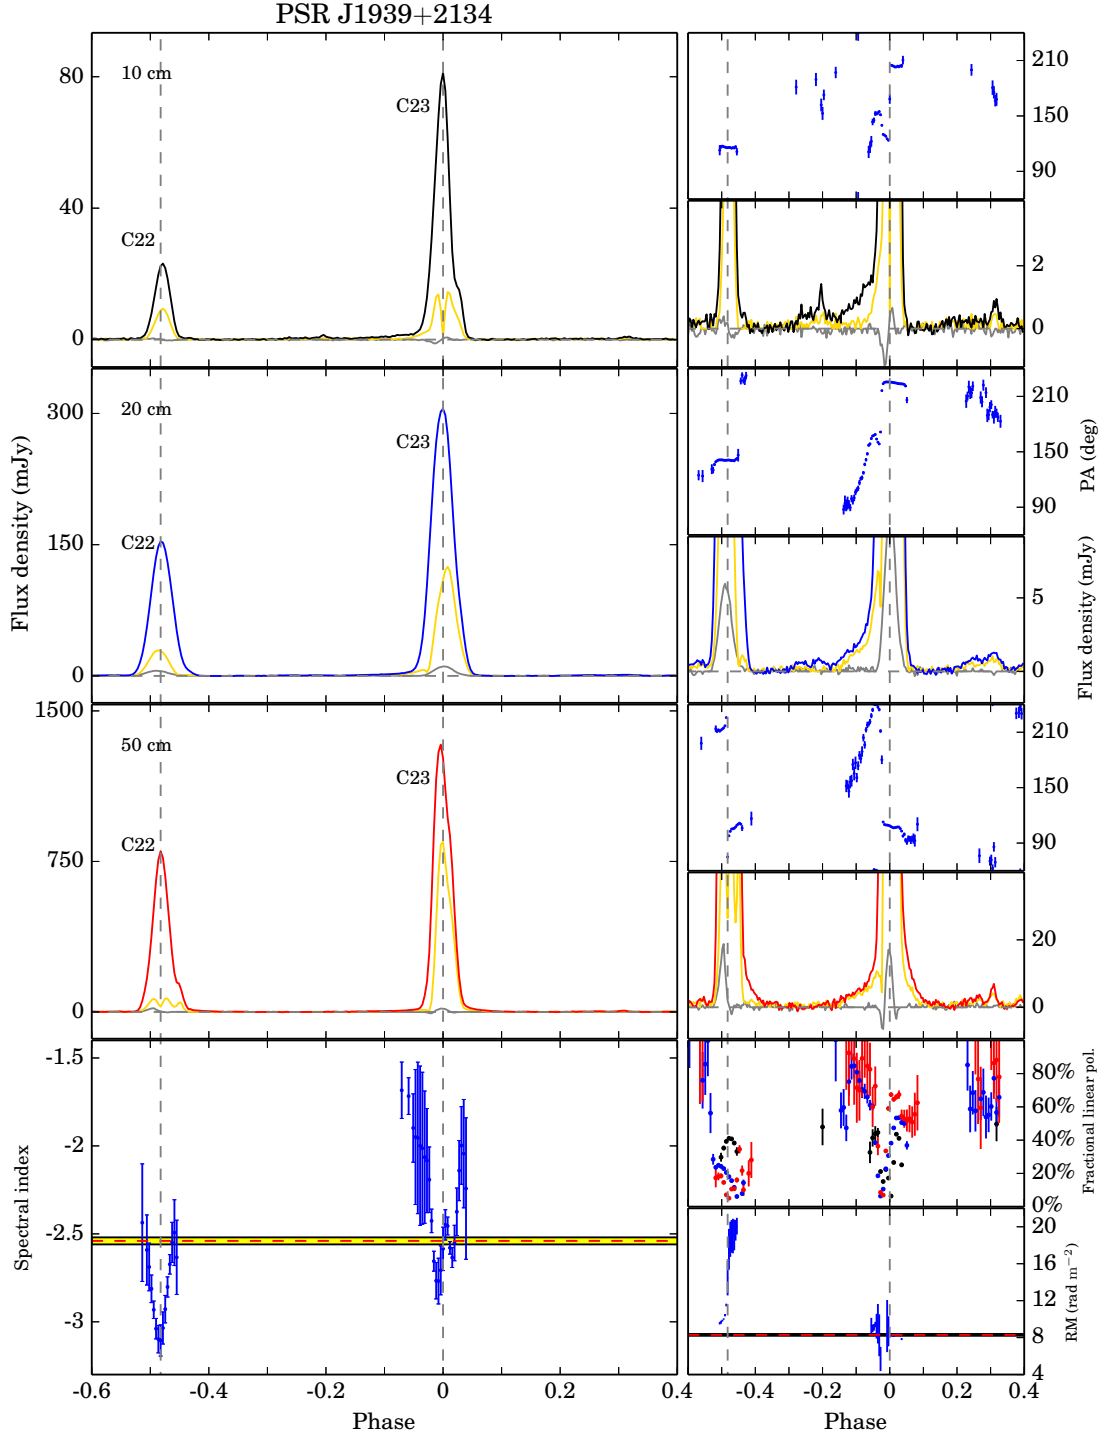 PSR J1939+2134
10 cm
C23
C22
80
40
0
210
150
90
2
0
20 cm
C23
C22
300
150
0
Flux density (mJy)
210
150
90
PA (deg)
5
0
Flux density (mJy)
50 cm
C23
C22
1500
750
0
210
150
90
20
0
-1.5
-2
-2.5
-3
Spectral index
80%
60%
40%
20%
0%
Fractional linear pol.
20
16
12
8
4
RM (rad m⁻²)
-0.6 -0.4 -0.2 0 0.2 0.4
Phase
-0.4 -0.2 0 0.2 0.4
Phase